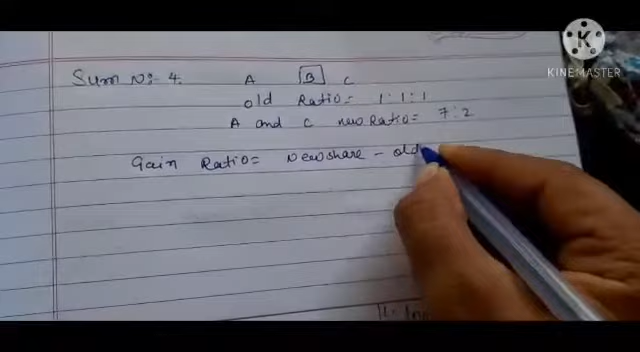 K
KINEMASTER
Sum No:- 4. A B C
old Ratio = 1:1:1
A and C new Ratio = 7:2
Gain Ratio = New share - old